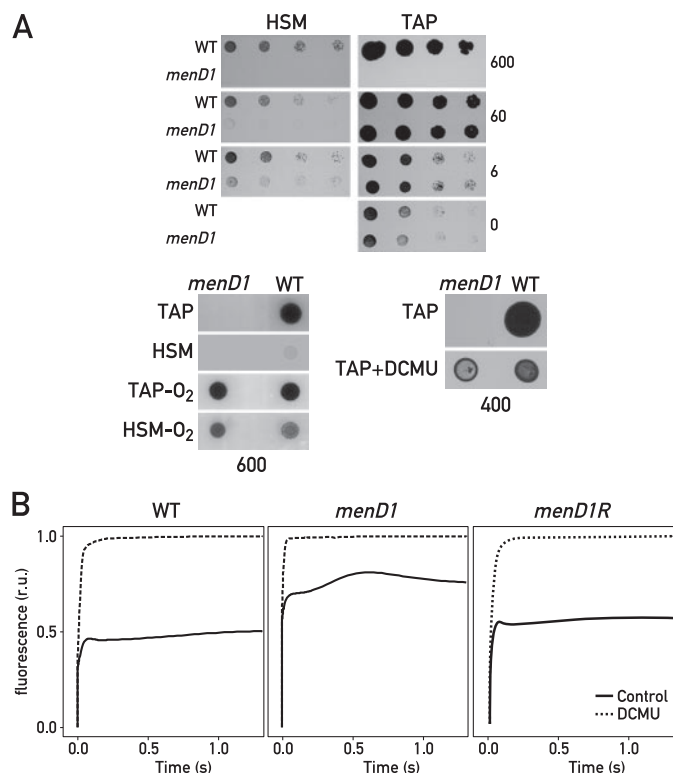 A
HSM TAP
WT
menD1
600
WT
menD1
60
WT
menD1
6
WT
menD1
0
menD1 WT
TAP
HSM
TAP-O₂
HSM-O₂
600
menD1 WT
TAP
TAP+DCMU
400
B
WT menD1 menD1R
fluorescence (r.u.)
1.0
0.5
0.0
Control
DCMU
0.0 0.5 1.0 0.0 0.5 1.0 0.0 0.5 1.0
Time (s) Time (s) Time (s)